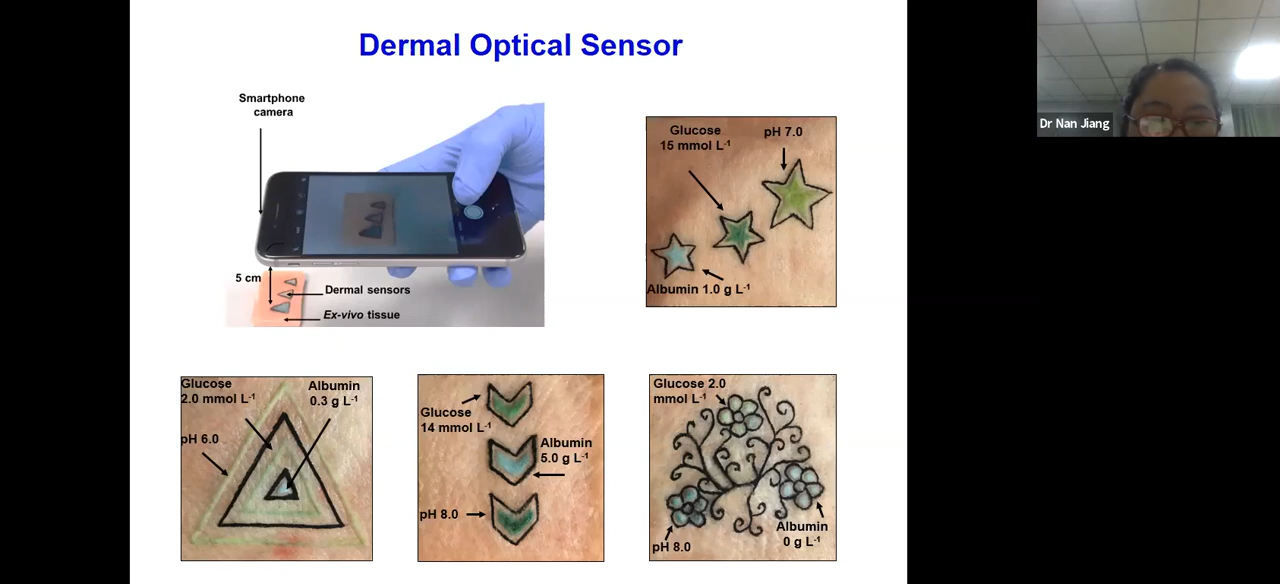 Dermal Optical Sensor
Smartphone
camera
5 cm
Dermal sensors
Ex-vivo tissue
Glucose
15 mmol L-1
pH 7.0
Albumin 1.0 g L-1
Glucose
2.0 mmol L-1
Albumin
0.3 g L-1
pH 6.0
Glucose
14 mmol L-1
Albumin
5.0 g L-1
pH 8.0
Glucose 2.0
mmol L-1
Albumin
0 g L-1
pH 8.0
Dr Nan Jiang